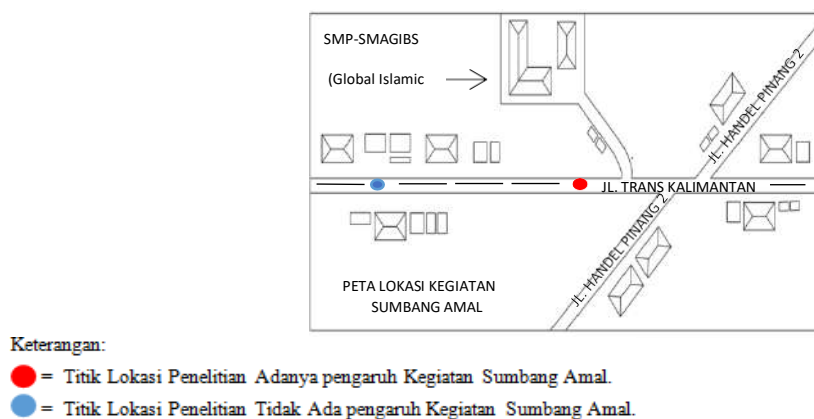 SMP-SMAGIBS
(Global Islamic
JL. HANDEL PINANG 2
JL. TRANS KALIMANTAN
JL. HANDEL PINANG 2
PETA LOKASI KEGIATAN
SUMBANG AMAL
Keterangan:
= Titik Lokasi Penelitian Adanya pengaruh Kegiatan Sumbang Amal.
= Titik Lokasi Penelitian Tidak Ada pengaruh Kegiatan Sumbang Amal.